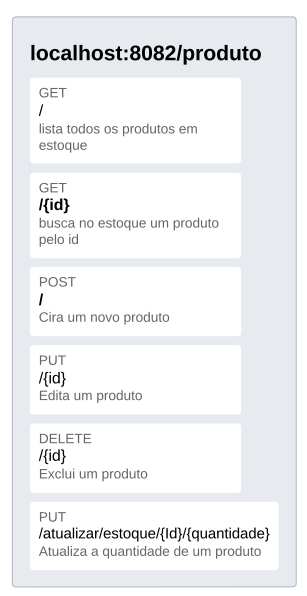 localhost:8082/produto
GET
/
lista todos os produtos em
estoque
GET
/{id}
busca no estoque um produto
pelo id
POST
/
Cira um novo produto
PUT
/{id}
Edita um produto
DELETE
/{id}
Exclui um produto
PUT
/atualizar/estoque/{Id}/{quantidade}
Atualiza a quantidade de um produto